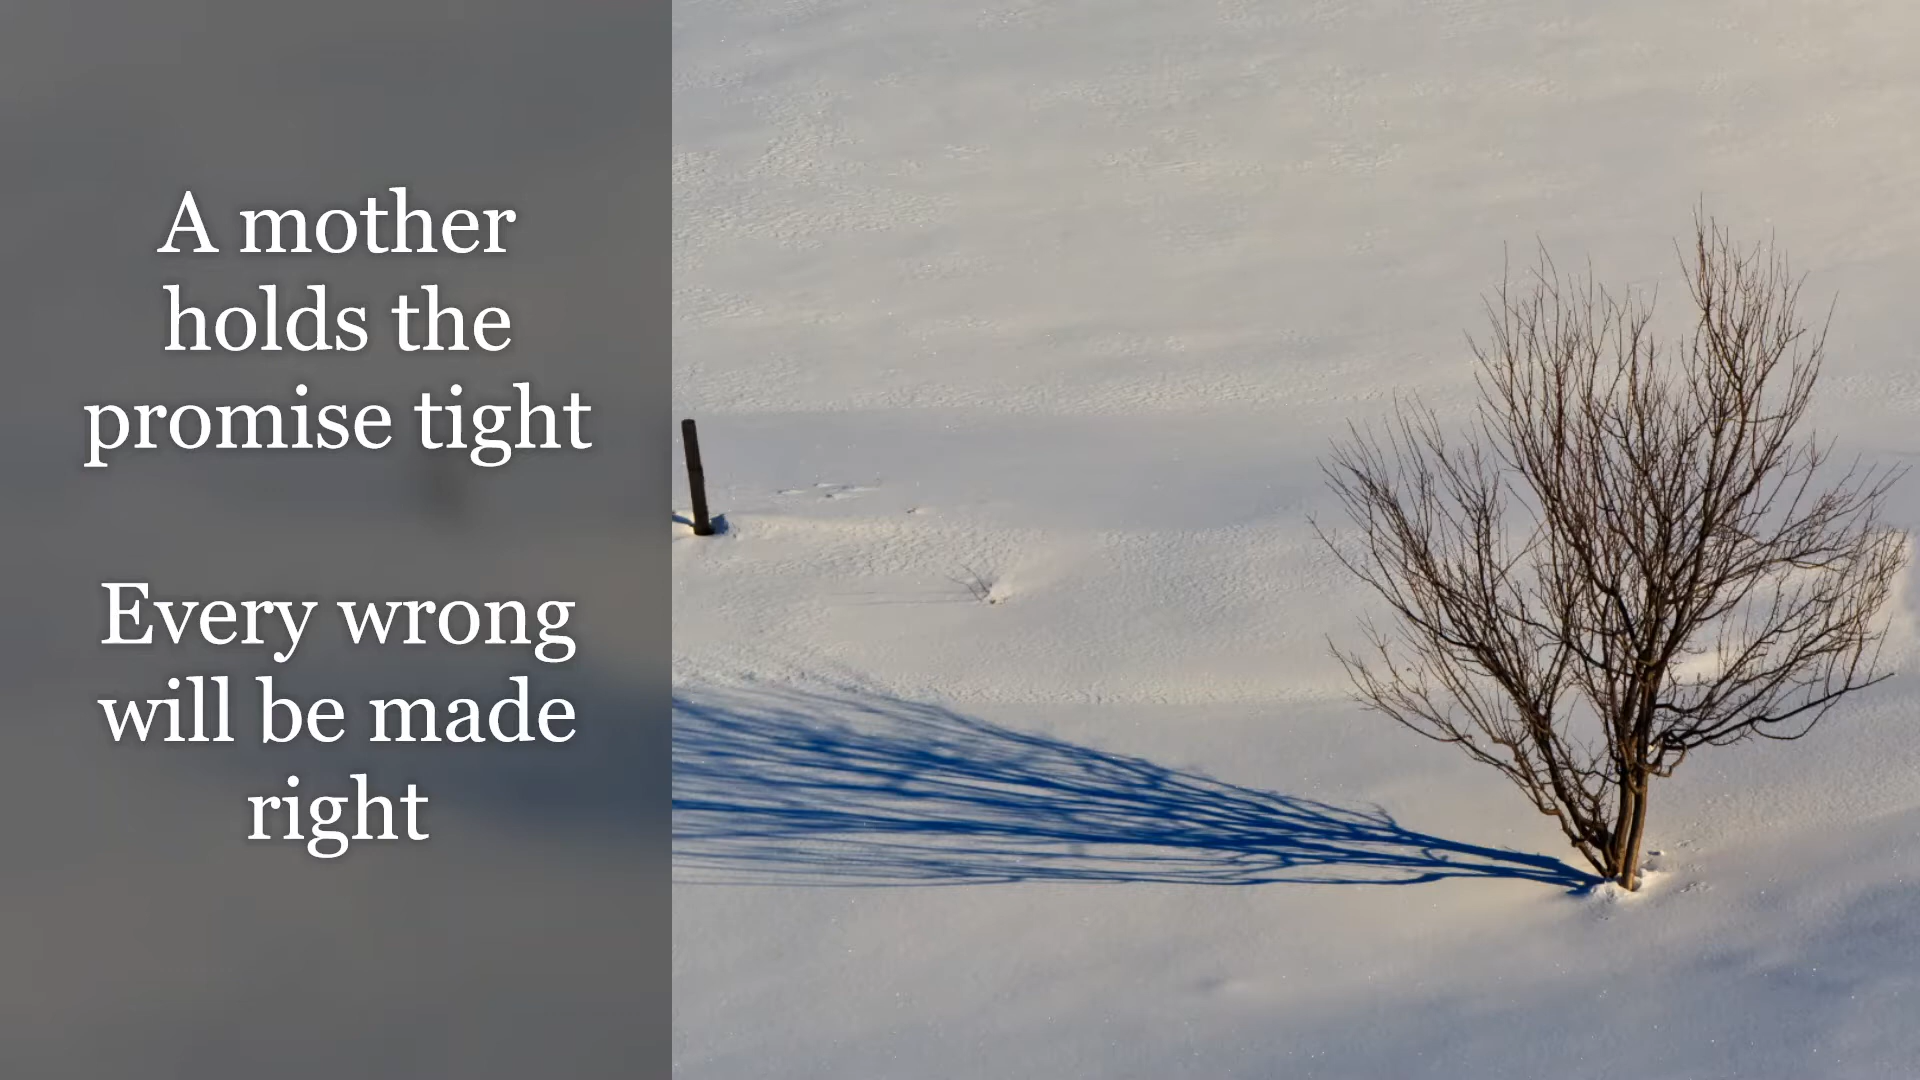 A mother
holds the
promise tight
Every wrong
will be made
right